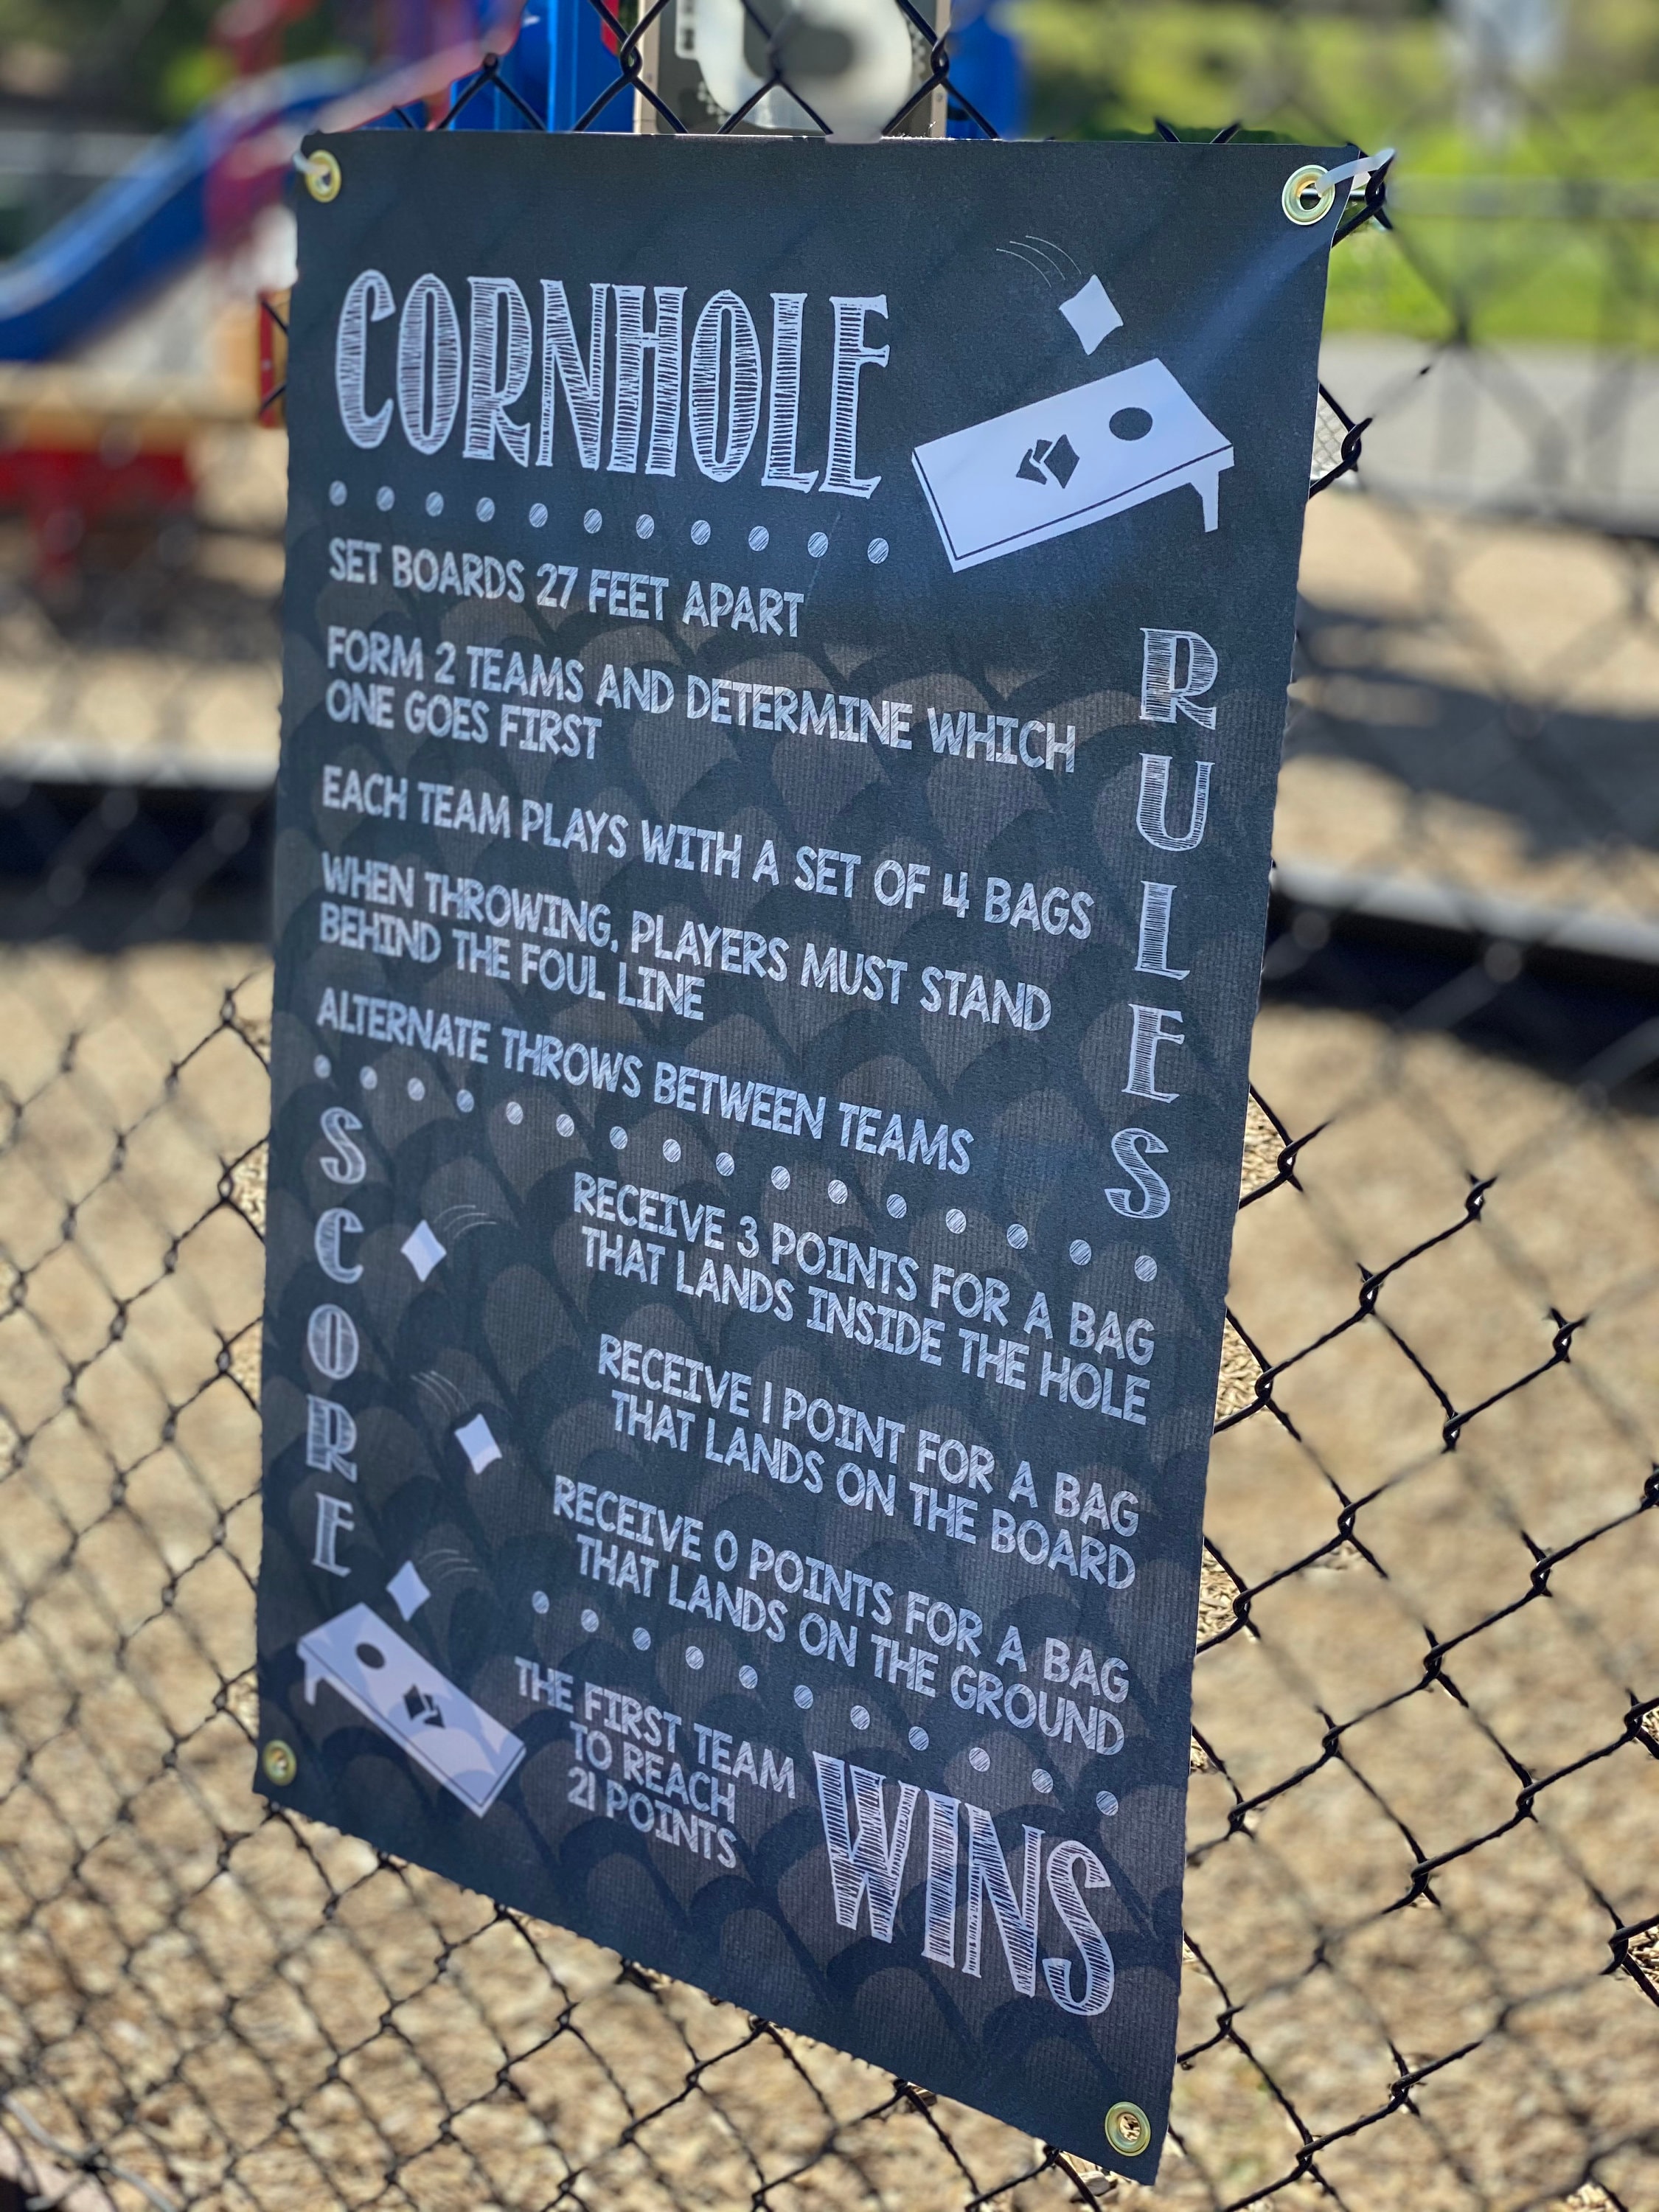 CORNHOLE
RULES
SET BOARDS 27 FEET APART
FORM 2 TEAMS AND DETERMINE WHICH
ONE GOES FIRST
EACH TEAM PLAYS WITH A SET OF 4 BAGS
WHEN THROWING, PLAYERS MUST STAND
BEHIND THE FOUL LINE
ALTERNATE THROWS BETWEEN TEAMS
SCORE
RECEIVE 3 POINTS FOR A BAG
THAT LANDS INSIDE THE HOLE
RECEIVE 1 POINT FOR A BAG
THAT LANDS ON THE BOARD
RECEIVE 0 POINTS FOR A BAG
THAT LANDS ON THE GROUND
THE FIRST TEAM
TO REACH
21 POINTS
WINS